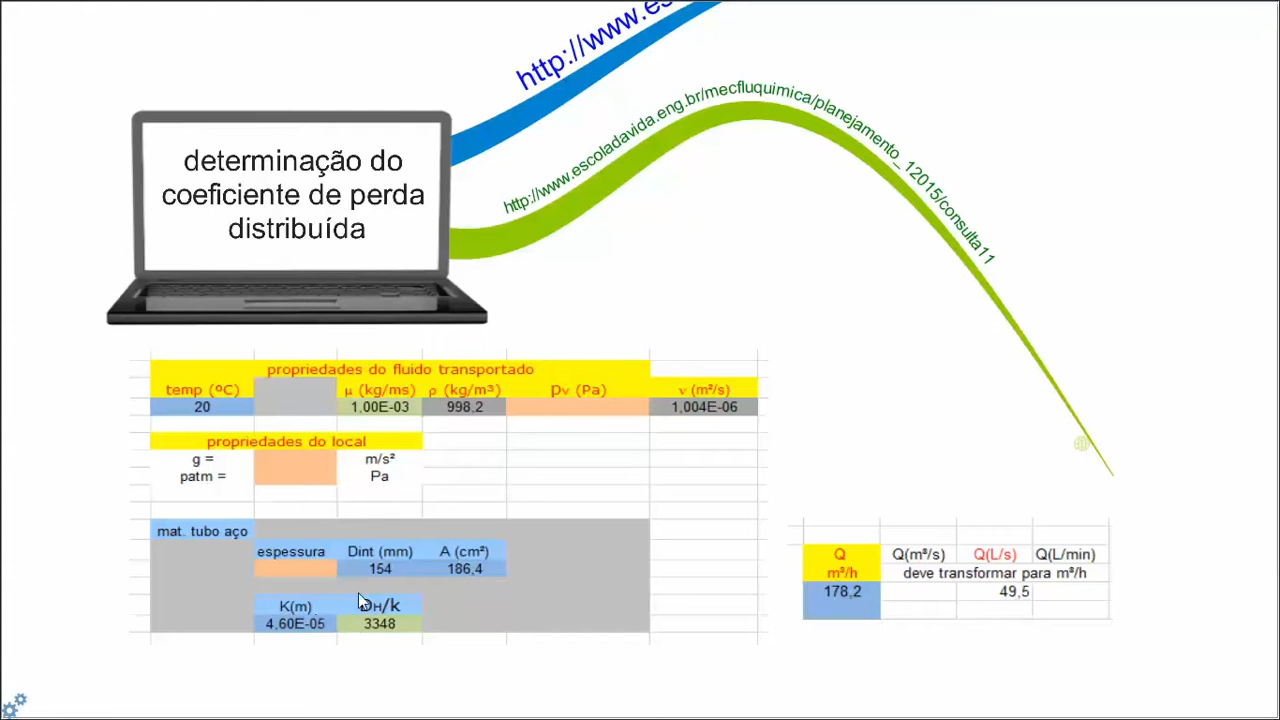 http://www.es
http://www.escoladavida.eng.br/mecfluquimica/planejamento_12015/consulta11
determinação do
coeficiente de perda
distribuída
propriedades do fluido transportado
temp (ºC) μ (kg/ms) ρ (kg/m³) pv (Pa) ν (m²/s)
20 1,00E-03 998,2 1,004E-06
propriedades do local
g = m/s²
patm = Pa
mat. tubo aço
espessura Dint (mm) A (cm²)
154 186,4
K(m) DH/k
4,60E-05 3348
Q Q(m³/s) Q(L/s) Q(L/min)
m³/h deve transformar para m³/h
178,2 49,5